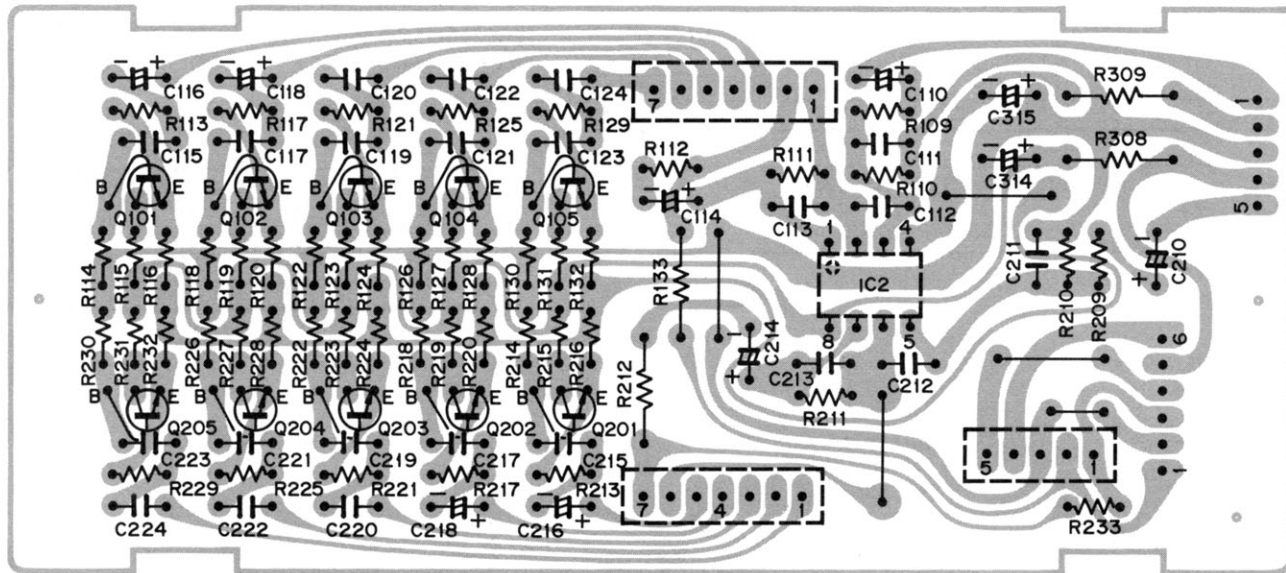 − + − +
C116 C118 C120 C122 C124
R113 R117 R121 R125 R129
C115 C117 C119 C121 C123
B E B E B E B E B E
Q101 Q102 Q103 Q104 Q105
R114 R115 R116 R118 R119 R120 R122 R123 R124 R126 R127 R128 R130 R131 R132
R230 R231 R232 R226 R227 R228 R222 R223 R224 R218 R219 R220 R214 R215 R216
B E B E B E B E B E
Q205 Q204 Q203 Q202 Q201
C223 C221 C219 C217 C215
R229 R225 R221 R217 R213
− + − +
C224 C222 C220 C218 C216
7 1
R112
− +
C114
R133
R111
C113
− +
C110
R109
C111
R110
C112
1 4
IC2
8 5
− +
C214
C213
R211
C212
R212
7 4 1
− +
C315
R309
− +
C314
R308
1
5
C211
R210
R209
− +
C210
6
1
5 1
R233